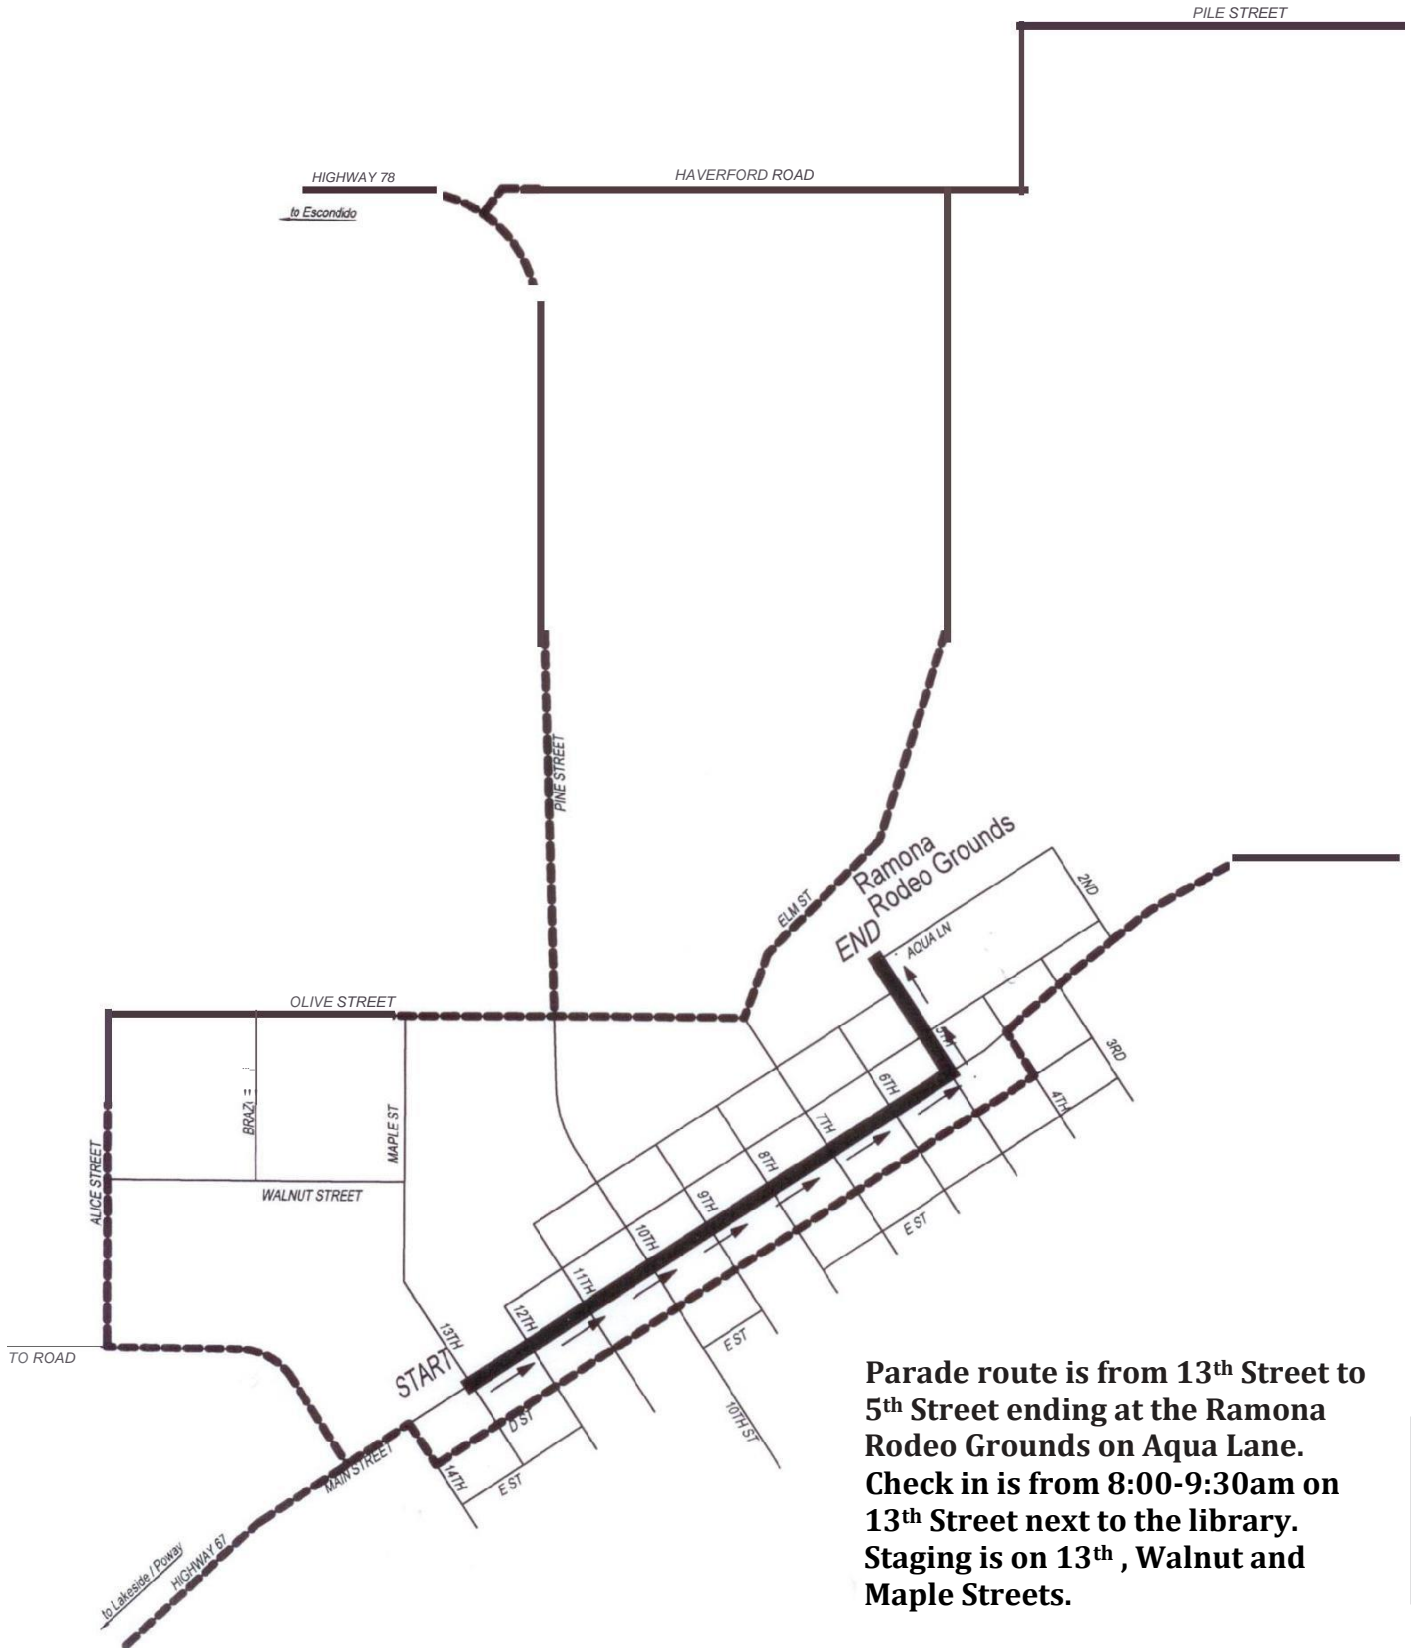 PILE STREET
HIGHWAY 78
HAVERFORD ROAD
to Escondido
PINE STREET
Ramona
Rodeo Grounds
ELM ST
END
AQUA LN
2ND
OLIVE STREET
BRAZ
MAPLE ST
ALICE STREET
WALNUT STREET
5TH
3RD
6TH
4TH
7TH
8TH
E ST
9TH
10TH
11TH
12TH
13TH
START
E ST
10TH ST
D ST
14TH
E ST
TO ROAD
MAIN STREET
HIGHWAY 67
to Lakeside / Poway
Parade route is from 13th Street to
5th Street ending at the Ramona
Rodeo Grounds on Aqua Lane.
Check in is from 8:00-9:30am on
13th Street next to the library.
Staging is on 13th , Walnut and
Maple Streets.